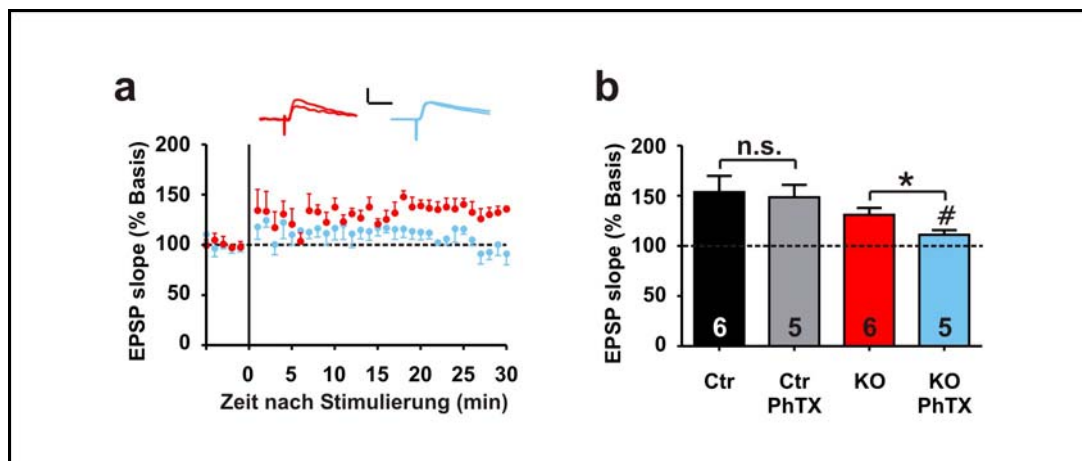 a
200
150
100
50
0
EPSP slope (% Basis)
0 5 10 15 20 25 30
Zeit nach Stimulierung (min)
b
200
150
100
50
0
EPSP slope (% Basis)
n.s.
*
#
6 5 6 5
Ctr
Ctr
PhTX
KO
KO
PhTX